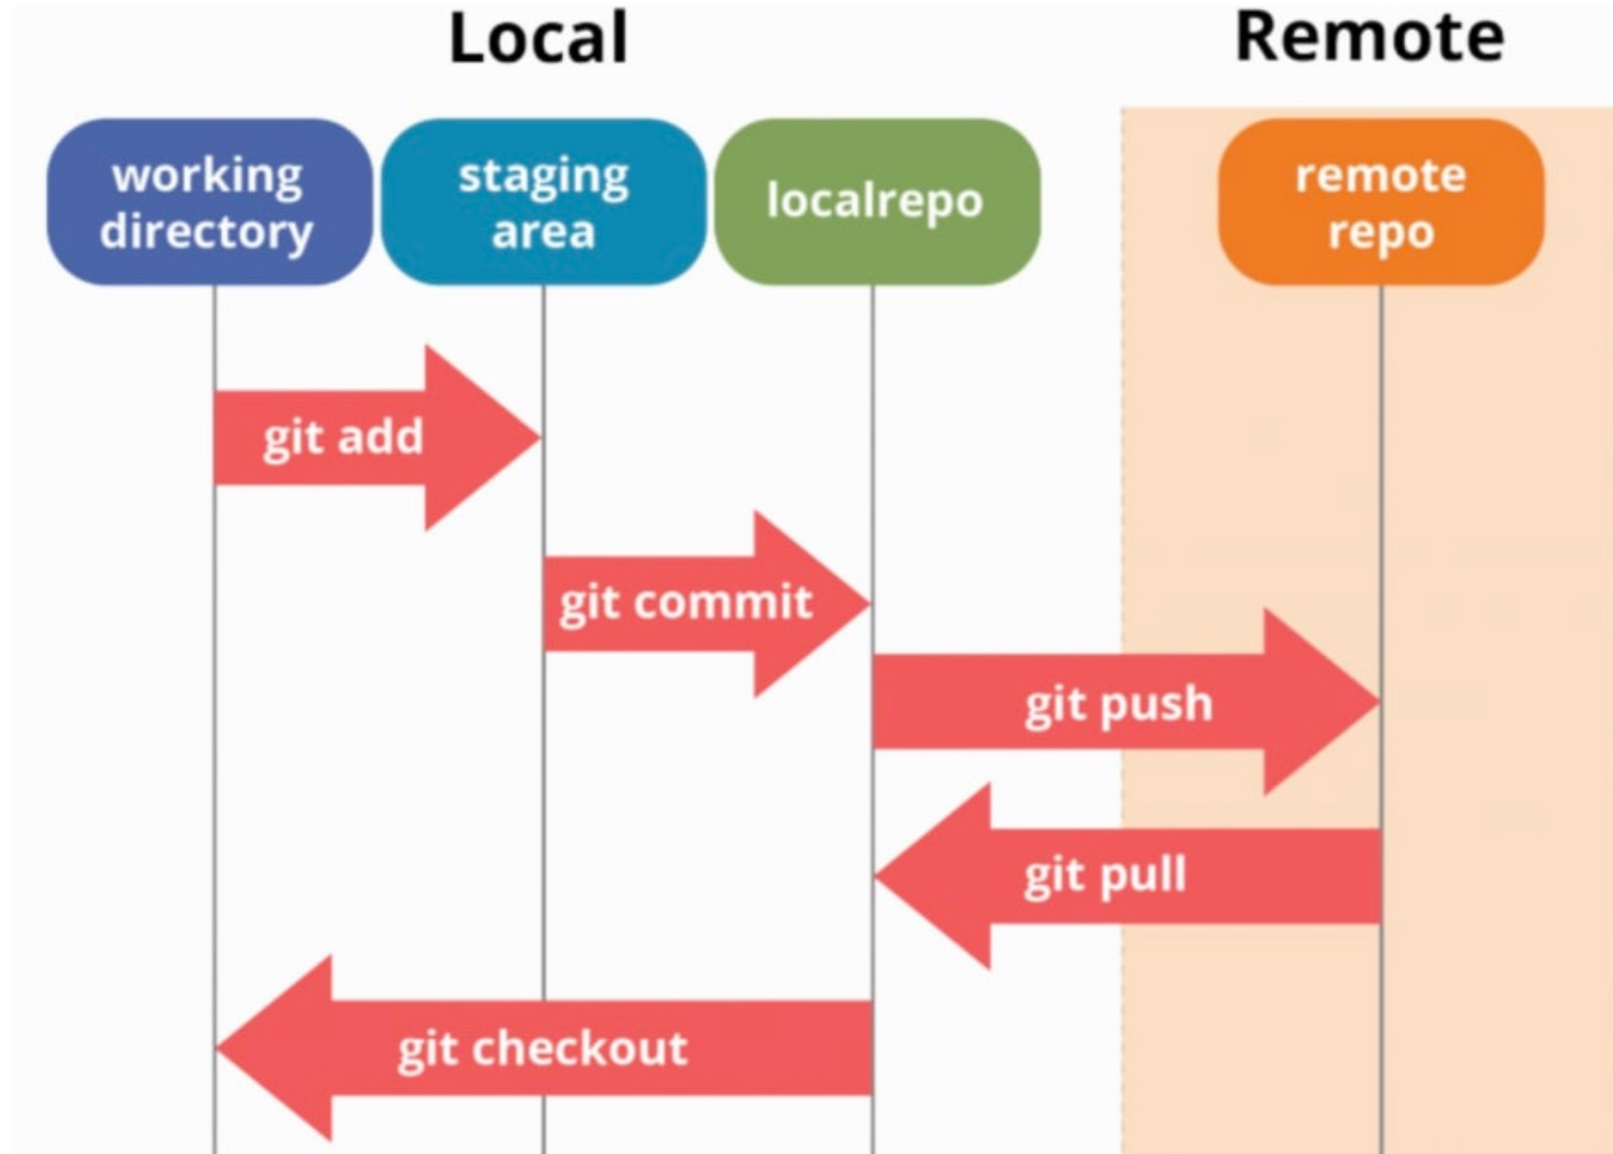 Local
Remote
working
directory
staging
area
localrepo
remote
repo
git add
git commit
git push
git pull
git checkout